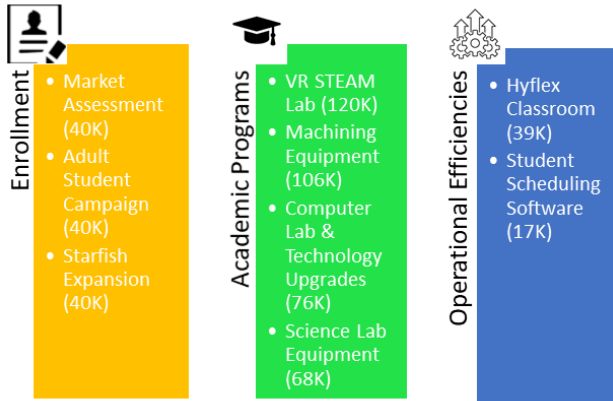 Enrollment
• Market
Assessment
(40K)
• Adult
Student
Campaign
(40K)
• Starfish
Expansion
(40K)
Academic Programs
• VR STEAM
Lab (120K)
• Machining
Equipment
(106K)
• Computer
Lab &
Technology
Upgrades
(76K)
• Science Lab
Equipment
(68K)
Operational Efficiencies
• Hyflex
Classroom
(39K)
• Student
Scheduling
Software
(17K)